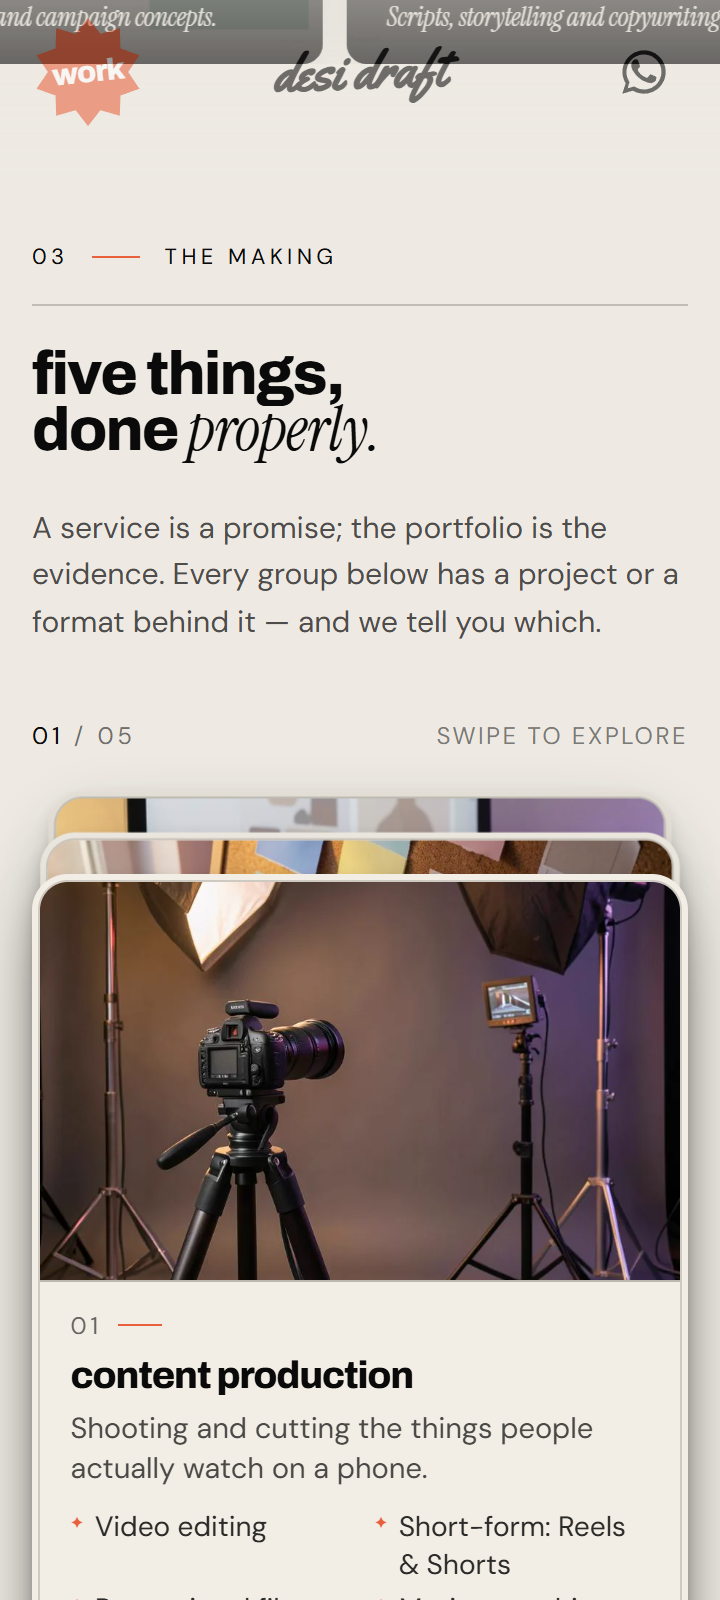 and campaign concepts.
Scripts, storytelling and copywriting
work
desi draft
03 — THE MAKING
five things,
done properly.
A service is a promise; the portfolio is the
evidence. Every group below has a project or a
format behind it — and we tell you which.
01 / 05
SWIPE TO EXPLORE
01
content production
Shooting and cutting the things people
actually watch on a phone.
Video editing
Short-form: Reels
& Shorts